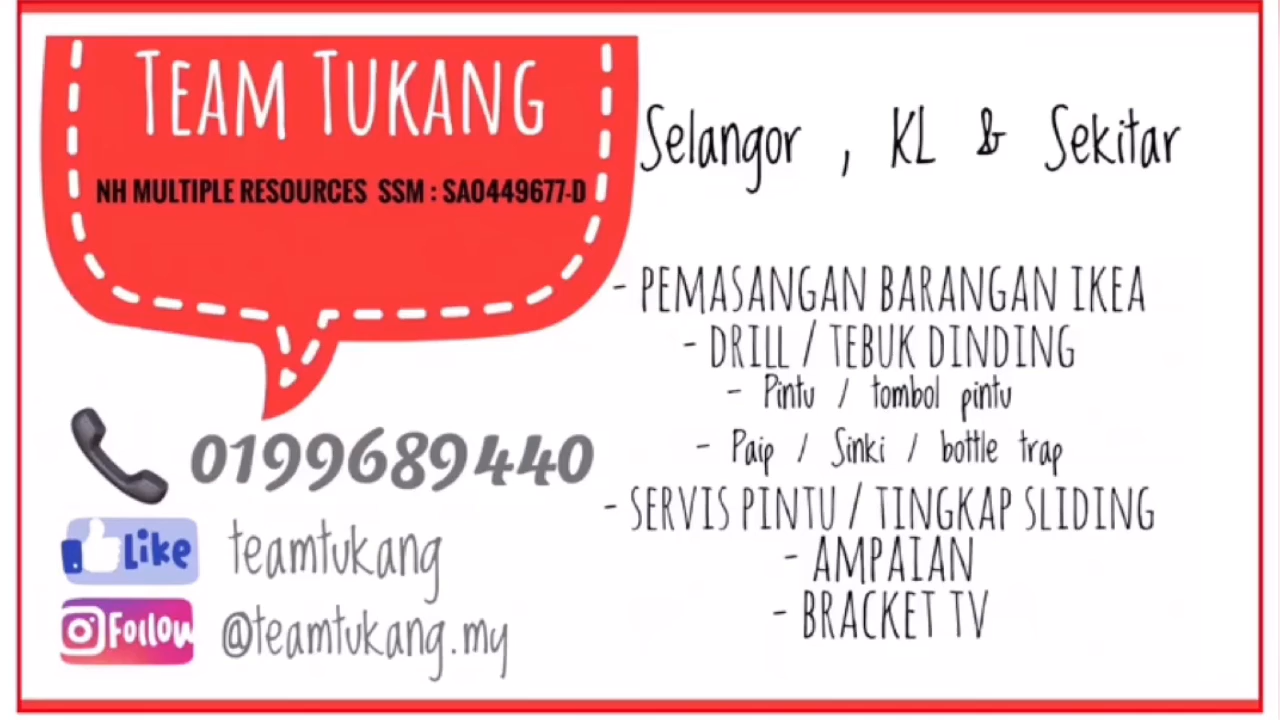 TEAM TUKANG
NH MULTIPLE RESOURCES SSM : SA0449677-D
0199689440
Like teamtukang
Follow @teamtukang.my
Selangor , KL & Sekitar
- PEMASANGAN BARANGAN IKEA
- DRILL / TEBUK DINDING
- Pintu / tombol pintu
- Paip / Sinki / bottle trap
- SERVIS PINTU / TINGKAP SLIDING
- AMPAIAN
- BRACKET TV